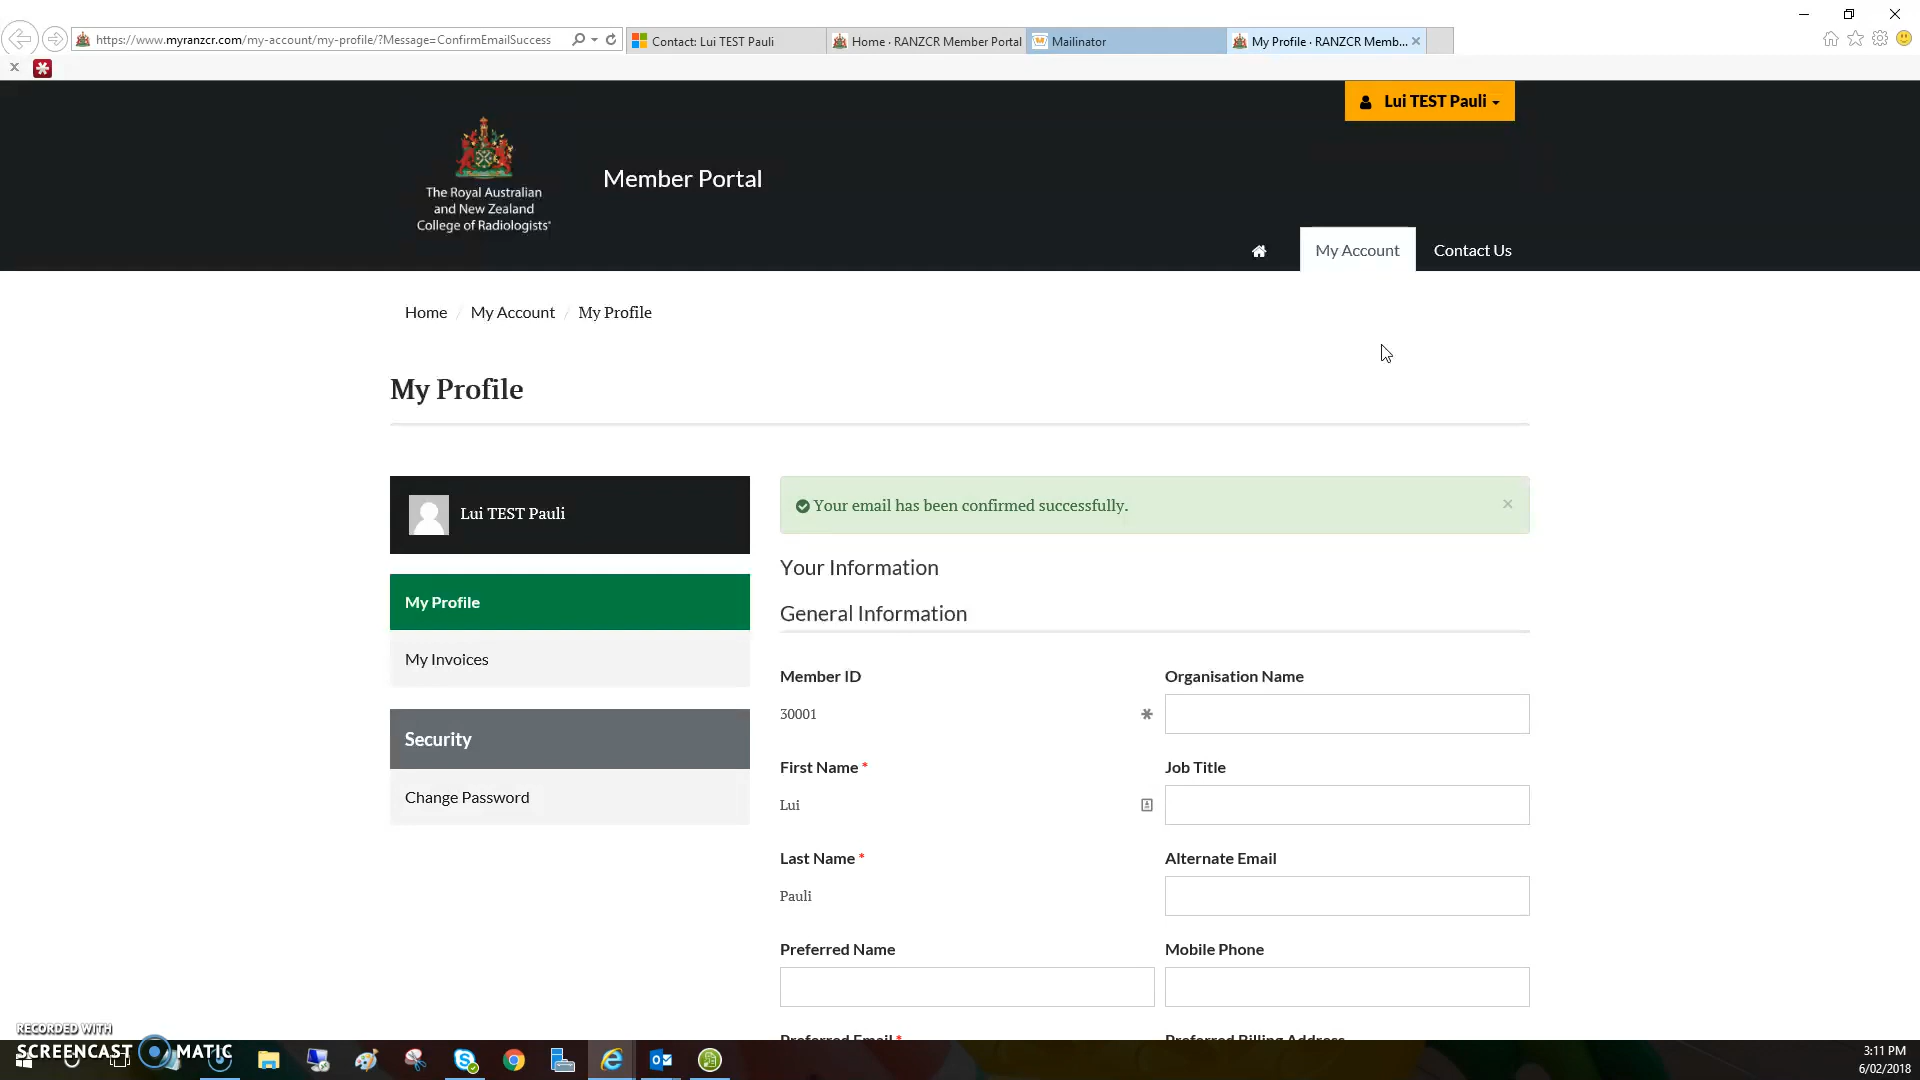 https://www.myranzcr.com/my-account/my-profile/?Message=ConfirmEmailSuccess
Contact: Lui TEST Pauli
Home · RANZCR Member Portal
Mailinator
My Profile · RANZCR Memb...
Lui TEST Pauli
The Royal Australian
and New Zealand
College of Radiologists®
Member Portal
My Account
Contact Us
Home / My Account / My Profile
My Profile
Lui TEST Pauli
My Profile
My Invoices
Security
Change Password
Your email has been confirmed successfully.
×
Your Information
General Information
Member ID
30001
Organisation Name
First Name *
Lui
Job Title
Last Name *
Pauli
Alternate Email
Preferred Name
Mobile Phone
Preferred Email *
Preferred Billing Address
RECORDED WITH
SCREENCAST MATIC
3:11 PM
6/02/2018